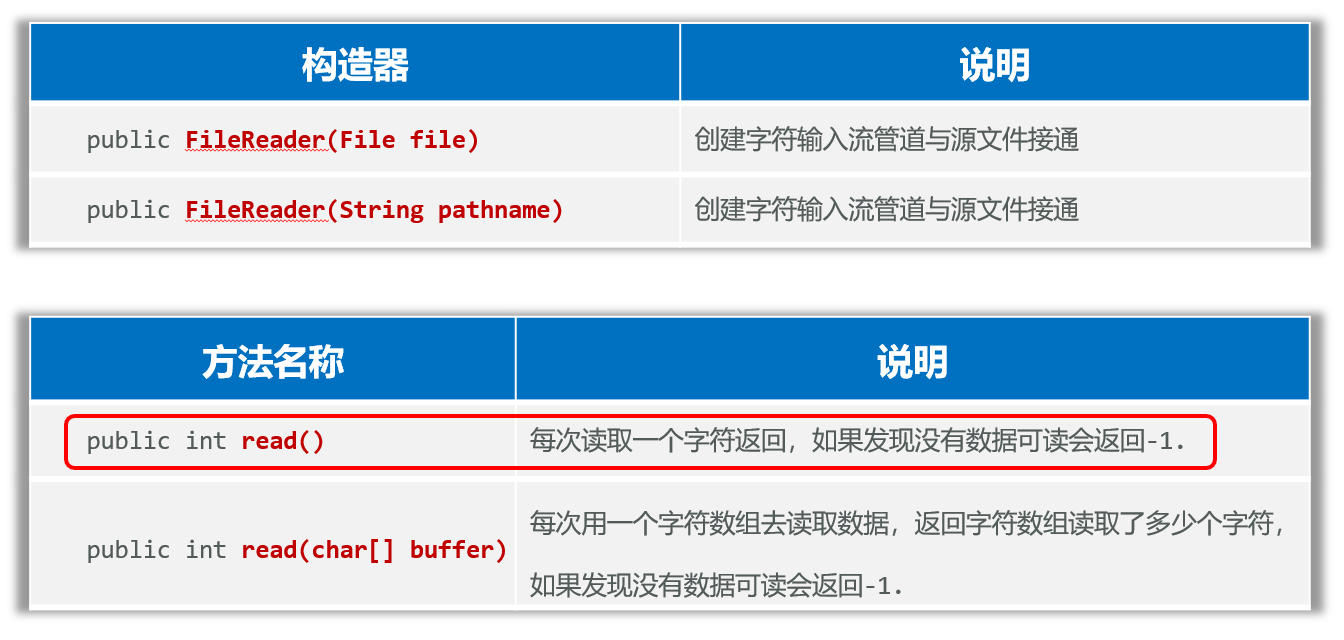 构造器 说明
public FileReader(File file) 创建字符输入流管道与源文件接通
public FileReader(String pathname) 创建字符输入流管道与源文件接通
方法名称 说明
public int read() 每次读取一个字符返回，如果发现没有数据可读会返回-1.
public int read(char[] buffer) 每次用一个字符数组去读取数据，返回字符数组读取了多少个字符，
如果发现没有数据可读会返回-1.